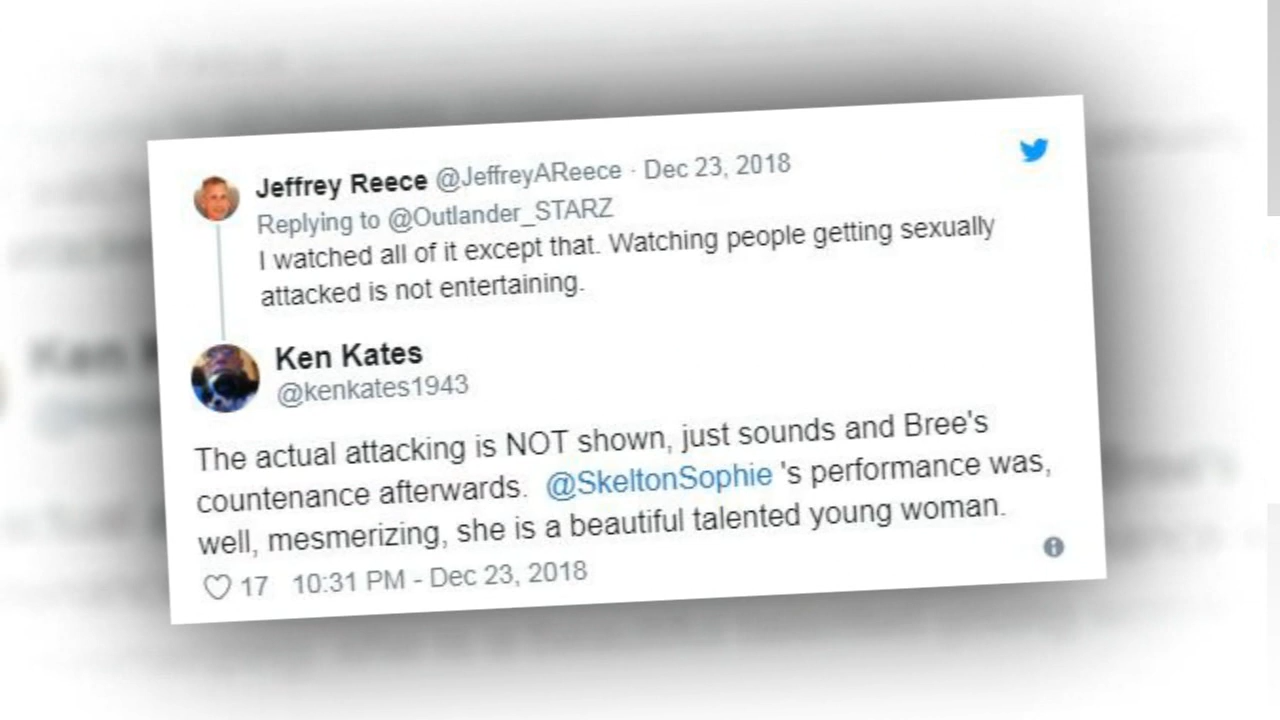 Jeffrey Reece @JeffreyAReece · Dec 23, 2018
Replying to @Outlander_STARZ
I watched all of it except that. Watching people getting sexually
attacked is not entertaining.
Ken Kates
@kenkates1943
The actual attacking is NOT shown, just sounds and Bree's
countenance afterwards. @SkeltonSophie 's performance was,
well, mesmerizing, she is a beautiful talented young woman.
17 10:31 PM - Dec 23, 2018